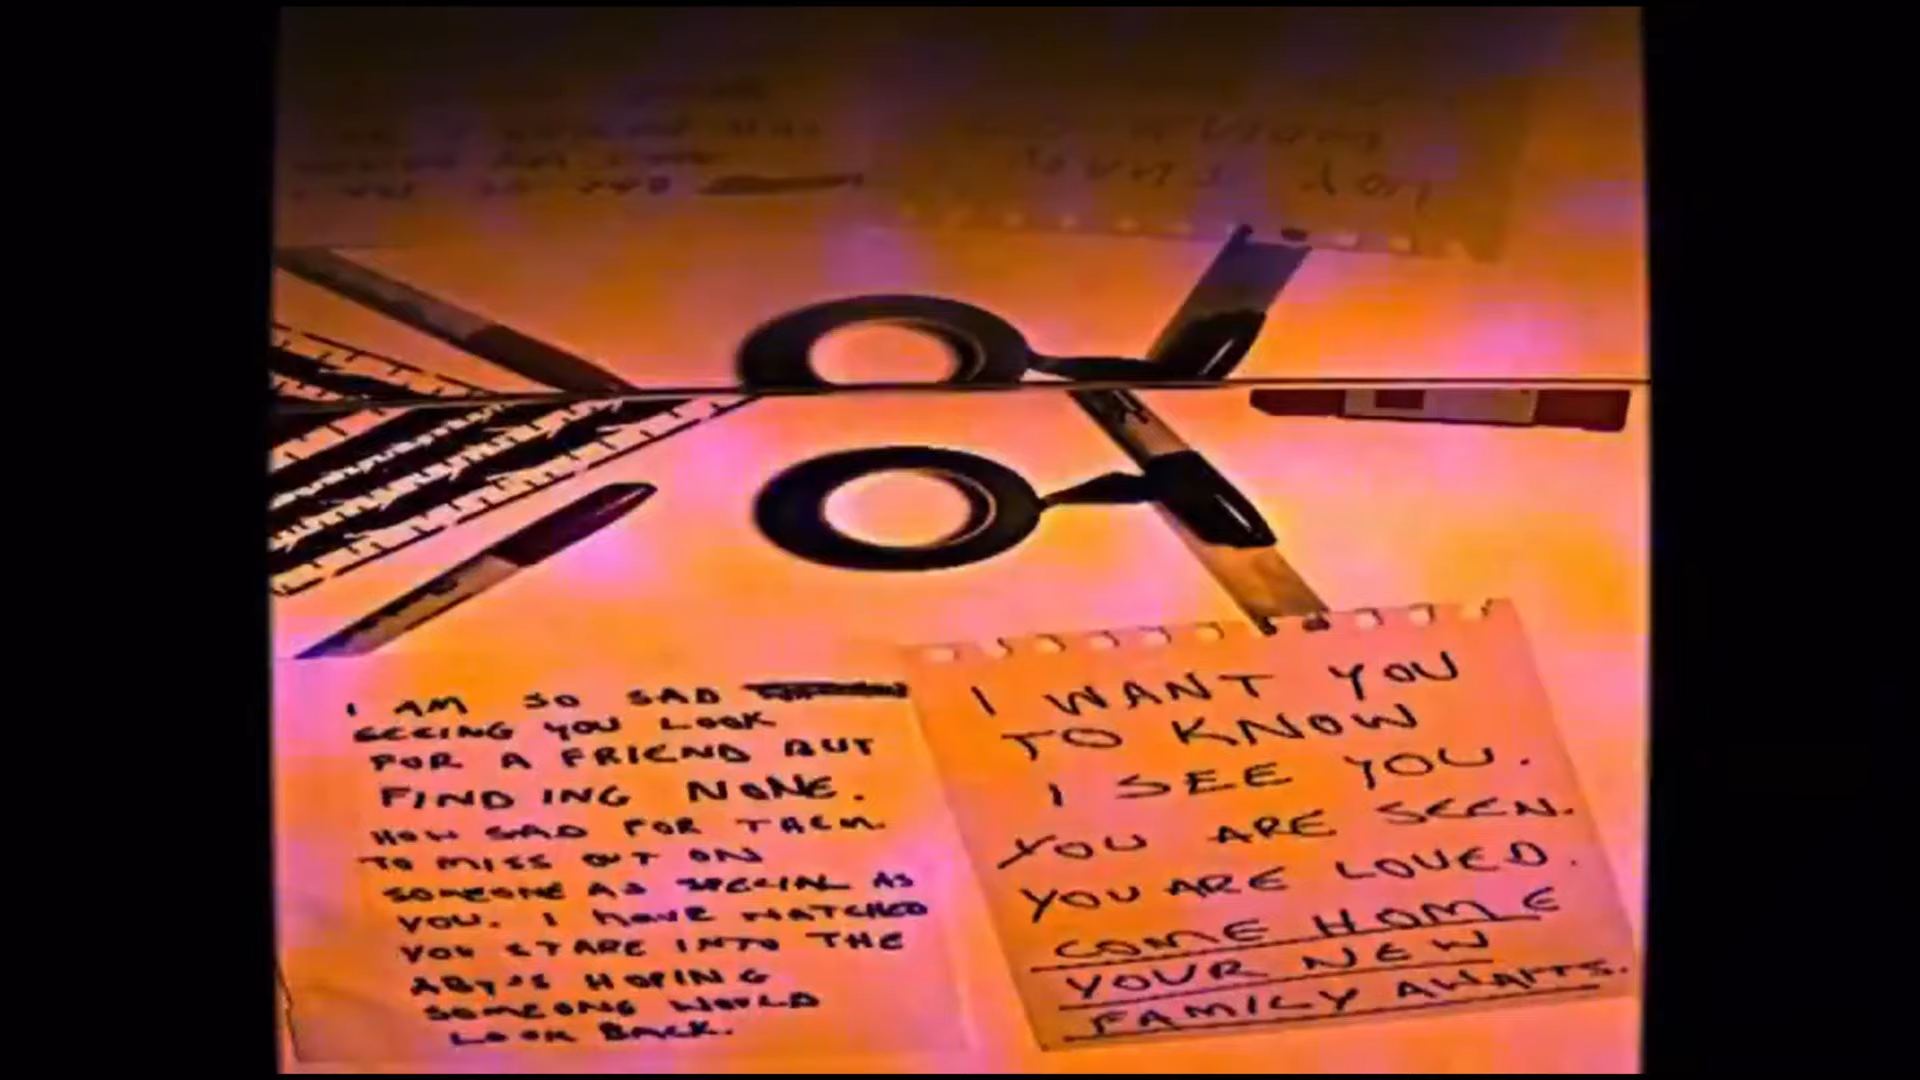 I AM SO SAD
SEEING YOU LOOK
FOR A FRIEND BUT
FINDING NONE.
HOW SAD FOR THEM
TO MISS OUT ON
SOMEONE AS SPECIAL AS
YOU. I HAVE WATCHED
YOU STARE INTO THE
ABYSS HOPING
SOMEONE WOULD
LOOK BACK.
I WANT YOU
TO KNOW
I SEE YOU.
YOU ARE SEEN.
YOU ARE LOVED.
COME HOME
YOUR NEW
FAMILY AWAITS.